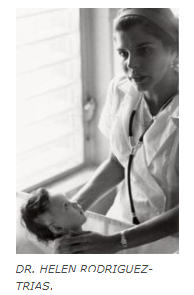 DR. HELEN RODRIGUEZ-
TRIAS.